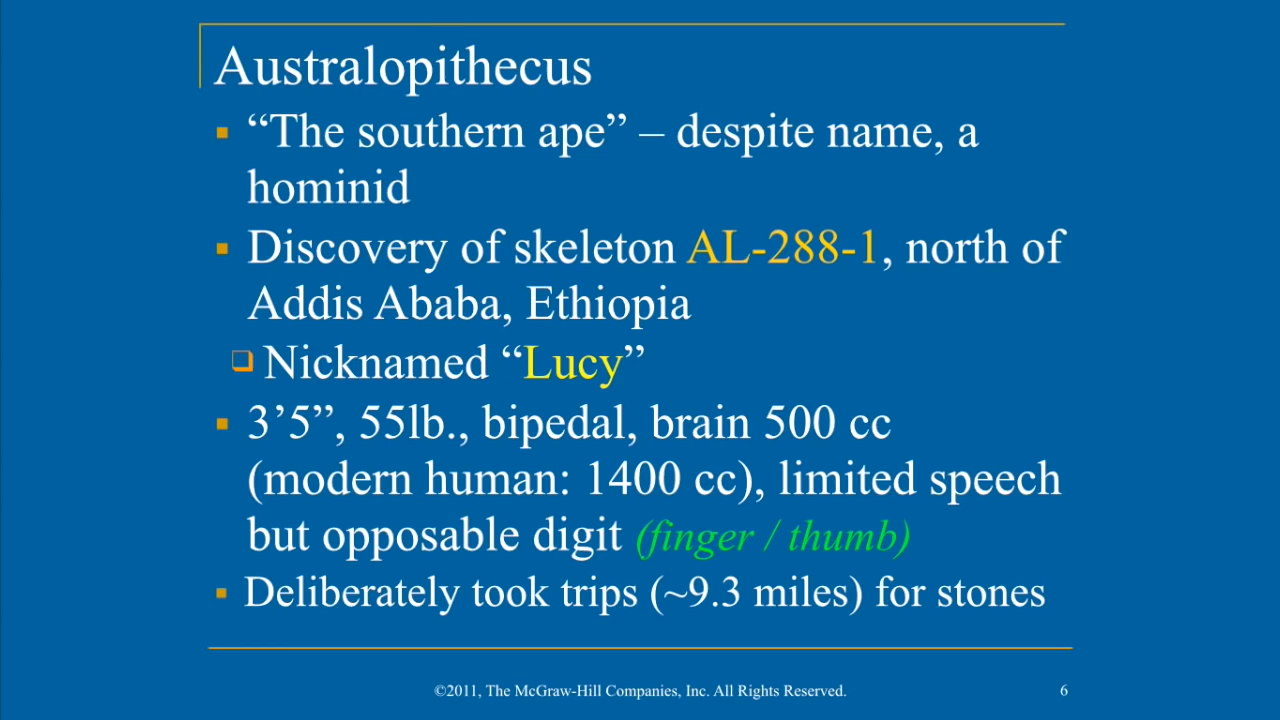 Australopithecus
“The southern ape” – despite name, a
hominid
Discovery of skeleton AL-288-1, north of
Addis Ababa, Ethiopia
Nicknamed “Lucy”
3’5”, 55lb., bipedal, brain 500 cc
(modern human: 1400 cc), limited speech
but opposable digit (finger / thumb)
Deliberately took trips (~9.3 miles) for stones
©2011, The McGraw-Hill Companies, Inc. All Rights Reserved.
6